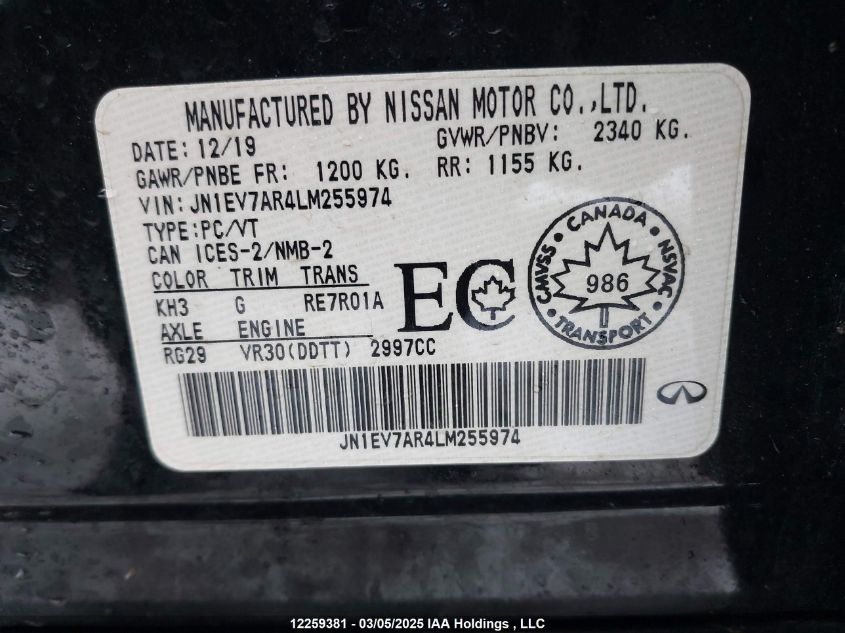 MANUFACTURED BY NISSAN MOTOR CO.,LTD.
DATE: 12/19 GVWR/PNBV: 2340 KG.
GAWR/PNBE FR: 1200 KG. RR: 1155 KG.
VIN: JN1EV7AR4LM255974
TYPE:PC/VT
CAN ICES-2/NMB-2
COLOR TRIM TRANS
KH3 G RE7R01A
AXLE ENGINE
RG29 VR30(DDTT) 2997CC
EC
CANADA
CMVSS
NSVAC
986
TRANSPORT
JN1EV7AR4LM255974
12259381 - 03/05/2025 IAA Holdings , LLC